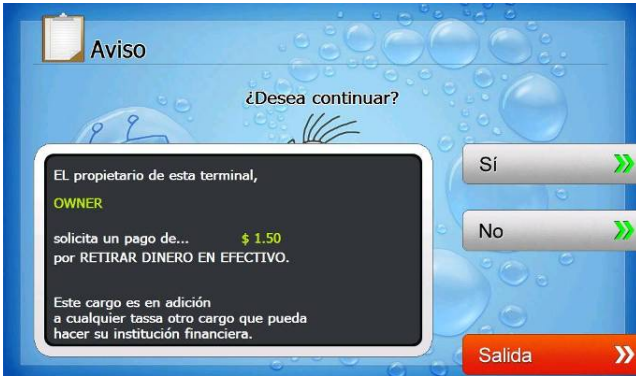 Aviso
¿Desea continuar?
EL propietario de esta terminal,
OWNER
solicita un pago de... $ 1.50
por RETIRAR DINERO EN EFECTIVO.
Este cargo es en adición
a cualquier tassa otro cargo que pueda
hacer su institución financiera.
Sí
No
Salida